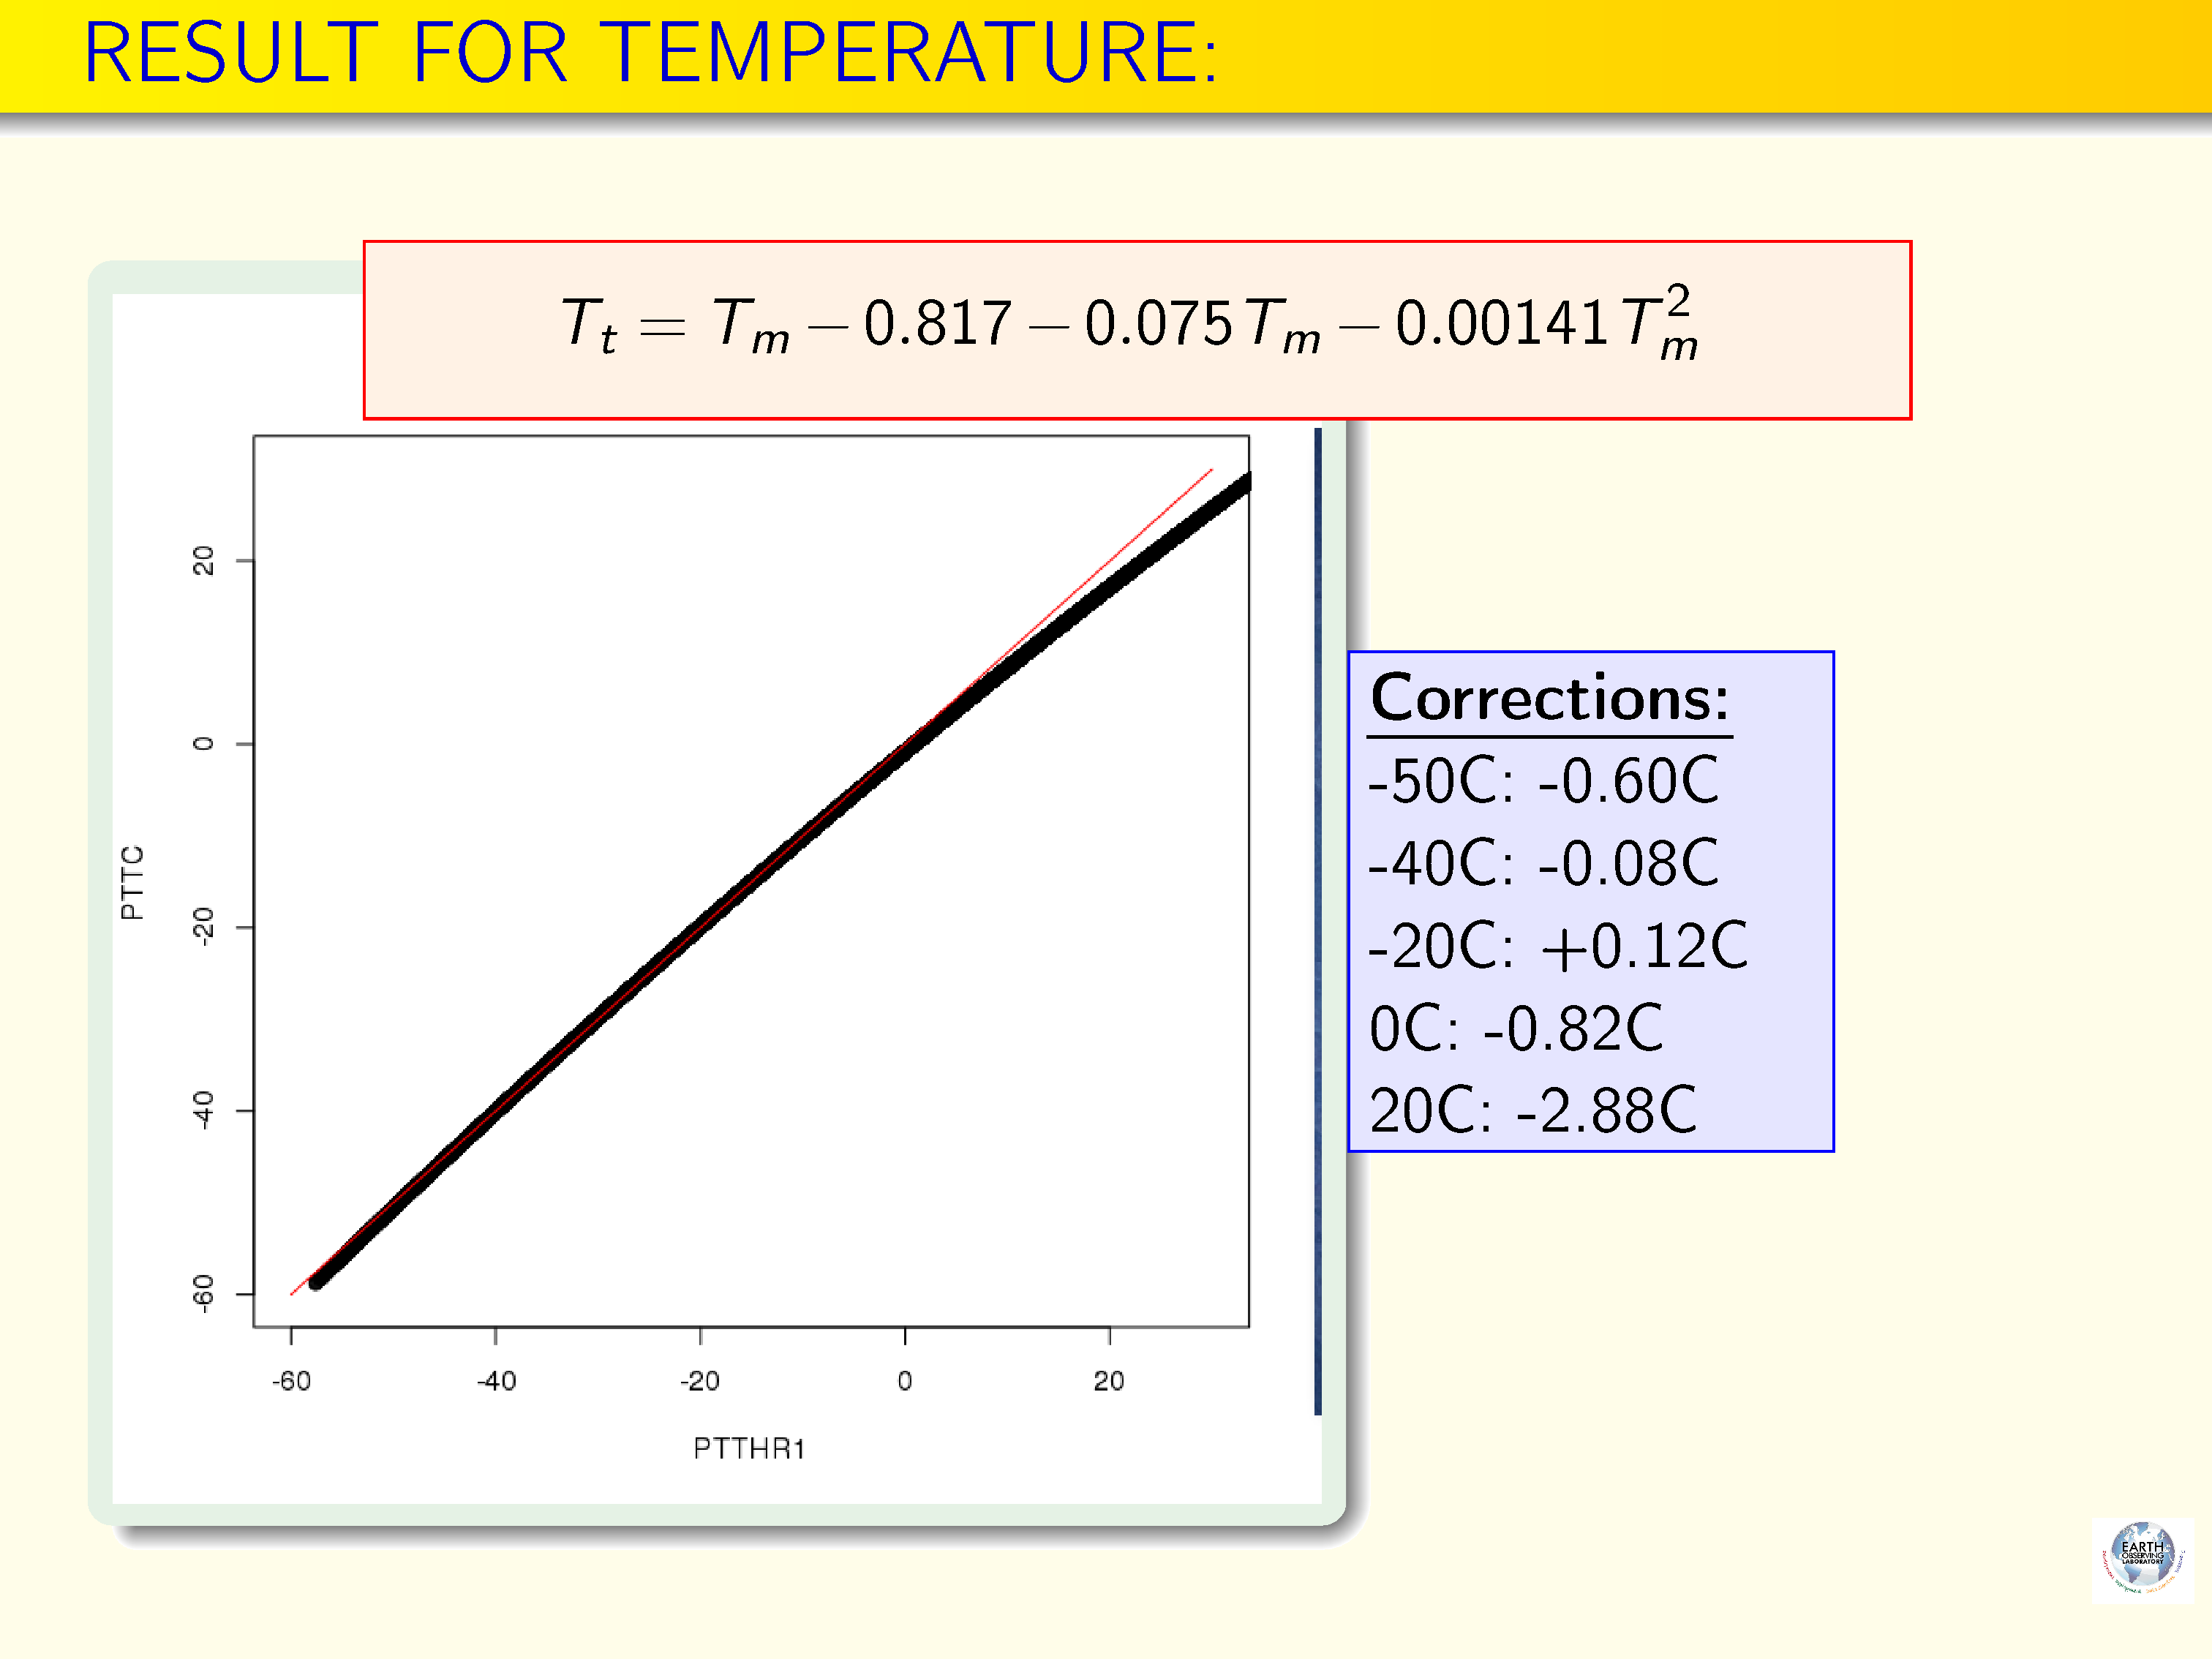 RESULT FOR TEMPERATURE:
T_t = T_m − 0.817 − 0.075 T_m − 0.00141 T_m^2
20
0
-20
-40
-60
PTTC
-60 -40 -20 0 20
PTTHR1
Corrections:
-50C: -0.60C
-40C: -0.08C
-20C: +0.12C
0C: -0.82C
20C: -2.88C
EARTH
OBSERVING
LABORATORY